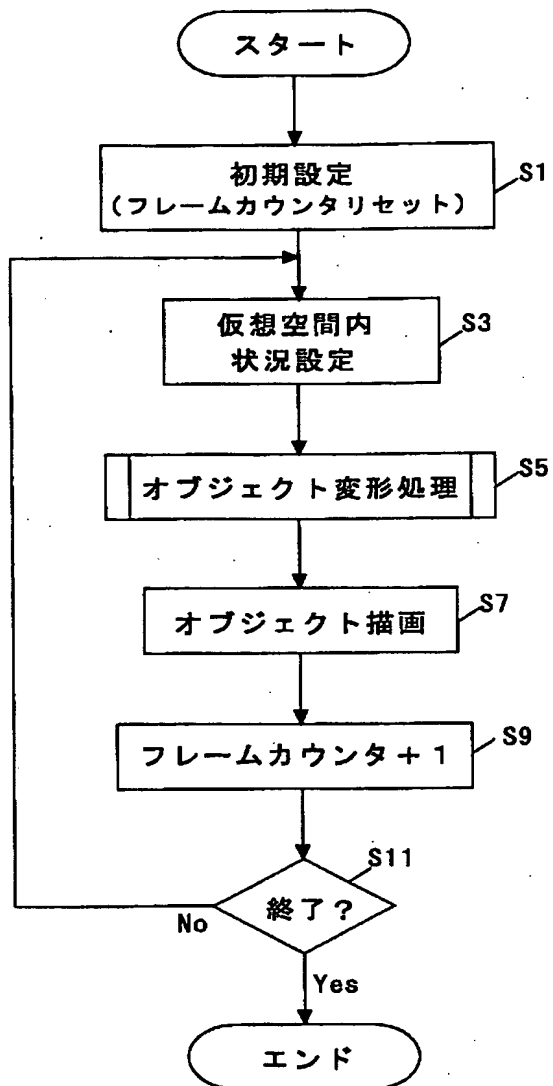 スタート
初期設定
(フレームカウンタリセット)
S1
仮想空間内
状況設定
S3
オブジェクト変形処理
S5
オブジェクト描画
S7
フレームカウンタ+1
S9
終了?
S11
No
Yes
エンド